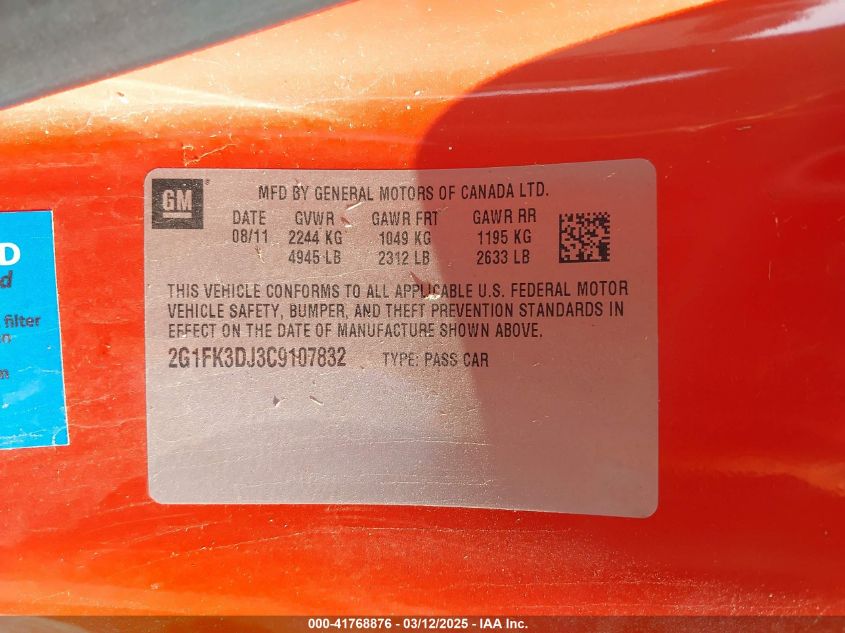 GM
MFD BY GENERAL MOTORS OF CANADA LTD.
DATE GVWR GAWR FRT GAWR RR
08/11 2244 KG 1049 KG 1195 KG
4945 LB 2312 LB 2633 LB
THIS VEHICLE CONFORMS TO ALL APPLICABLE U.S. FEDERAL MOTOR
VEHICLE SAFETY, BUMPER, AND THEFT PREVENTION STANDARDS IN
EFFECT ON THE DATE OF MANUFACTURE SHOWN ABOVE.
2G1FK3DJ3C9107832 TYPE: PASS CAR
D
d
filter
000-41768876 - 03/12/2025 - IAA Inc.